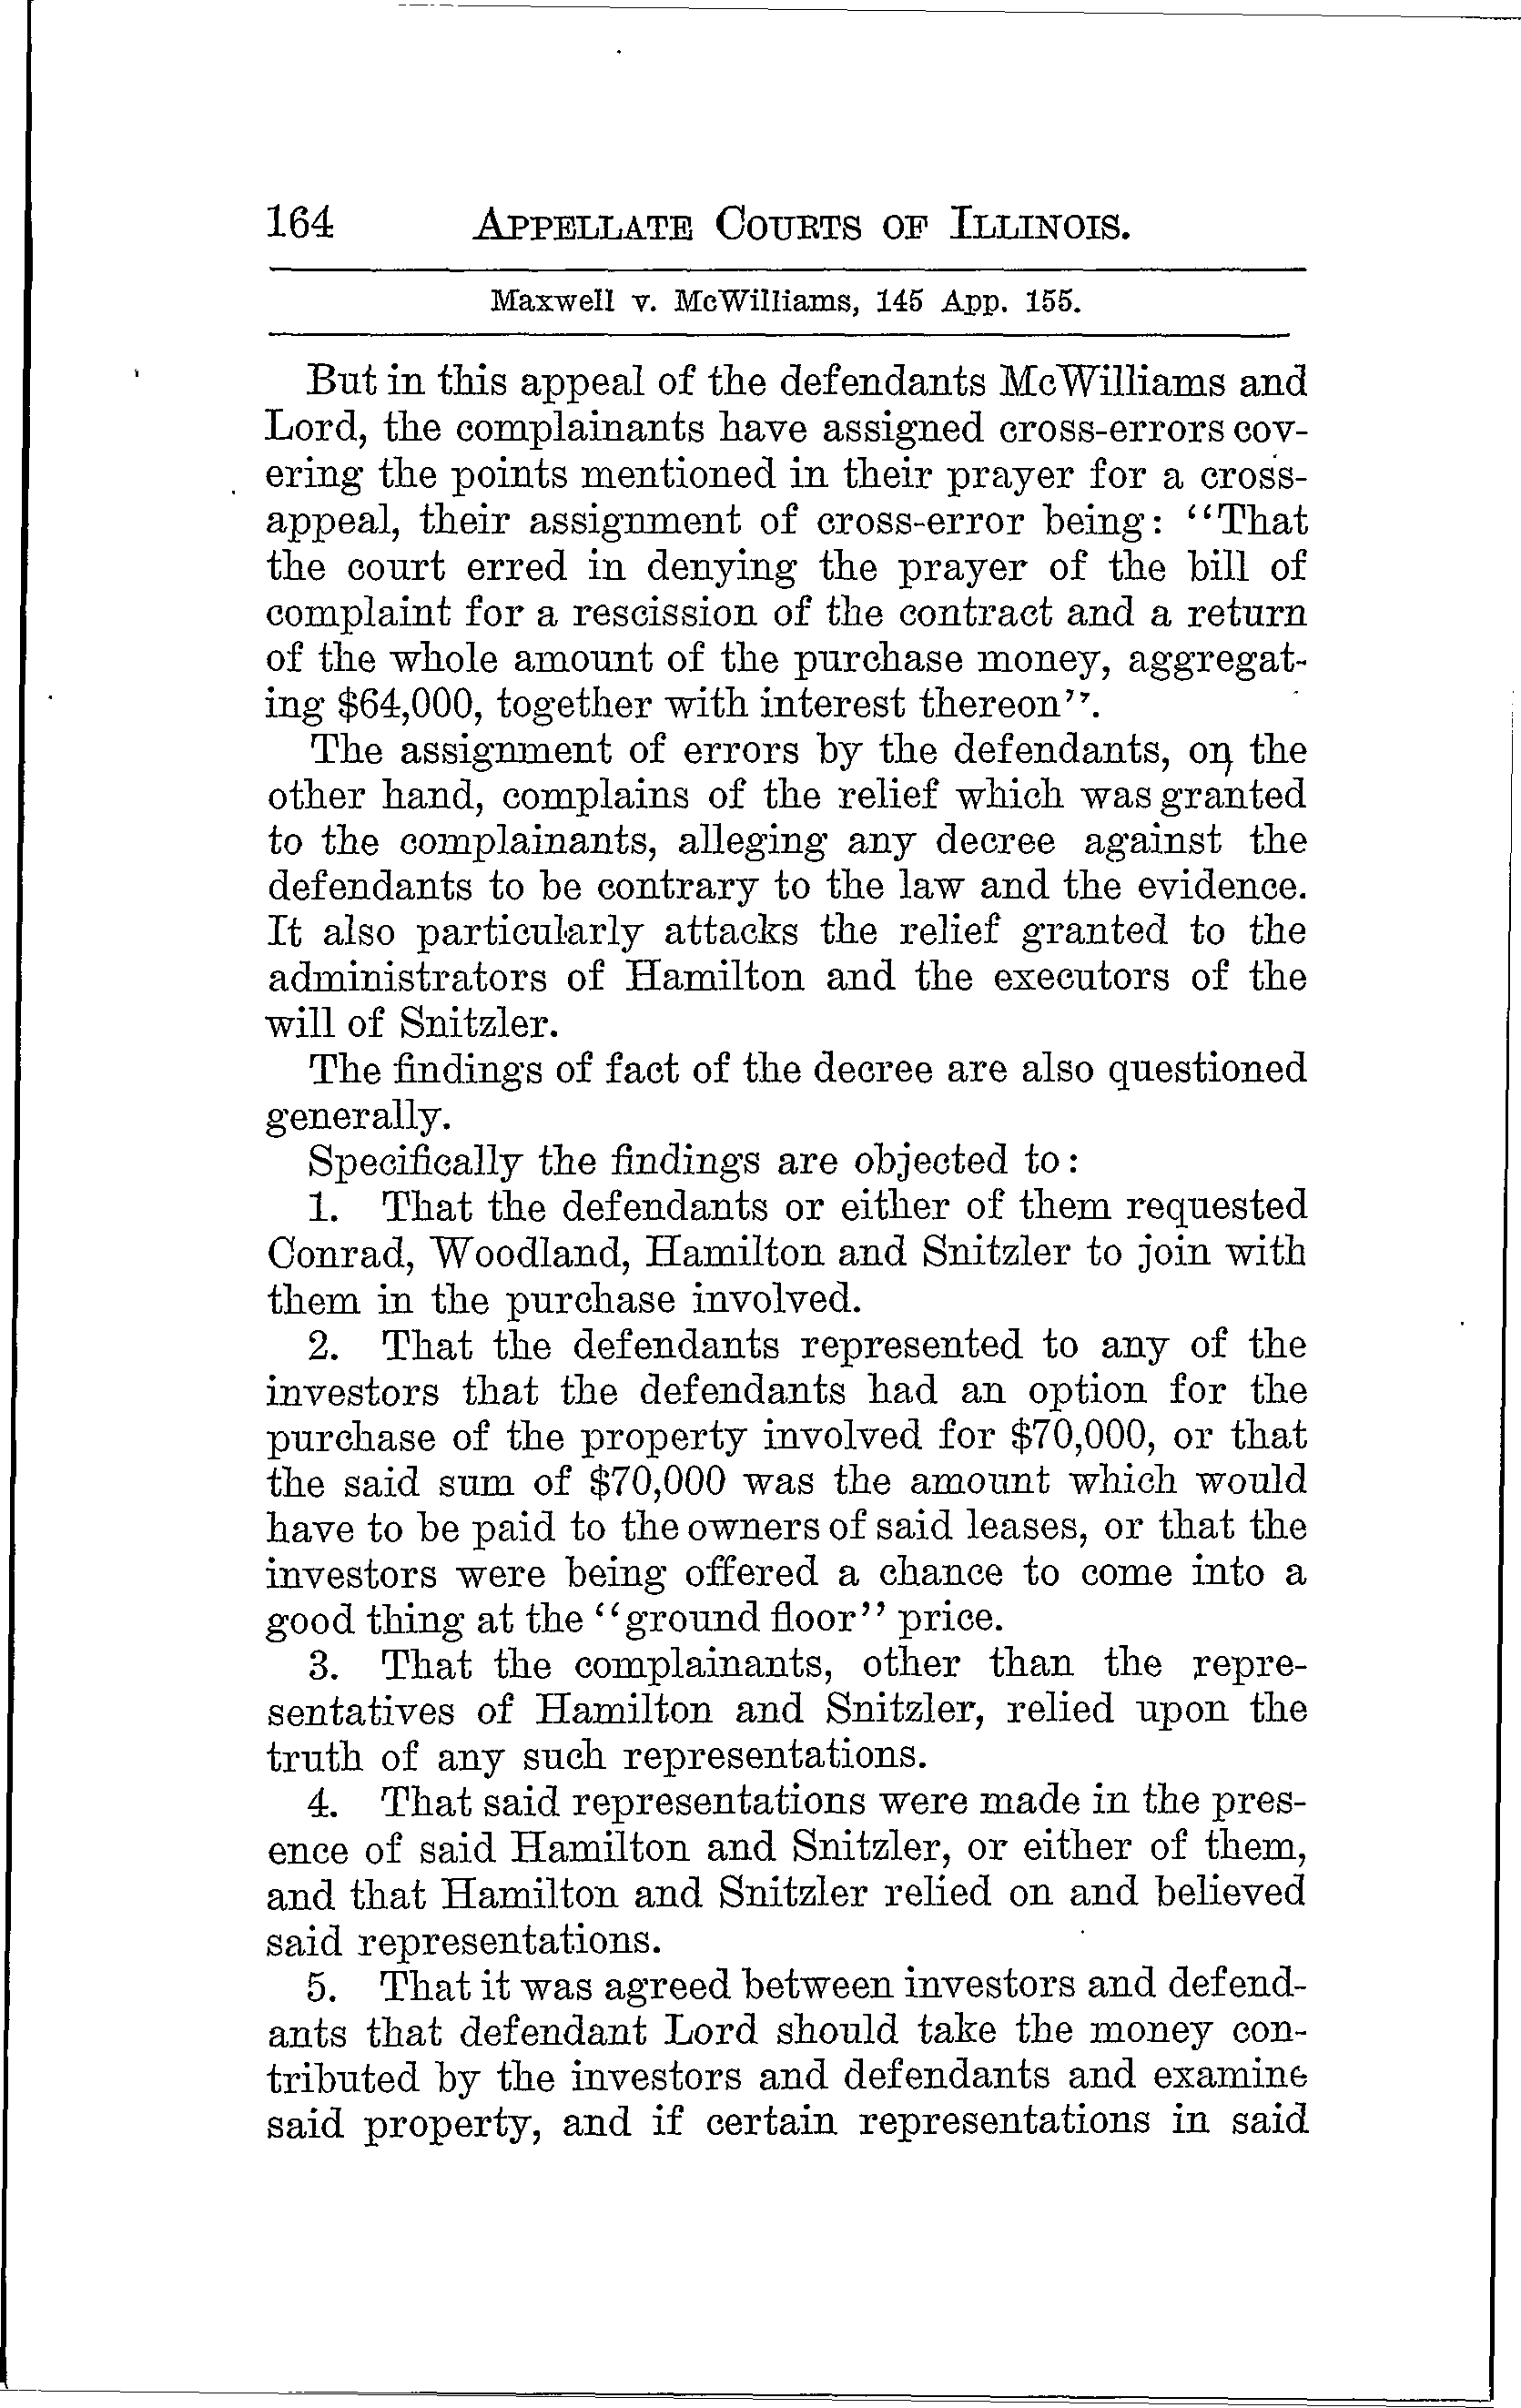 164 APPELLATE COURTS OF ILLINOIS.
Maxwell v. McWilliams, 145 App. 155.
But in this appeal of the defendants McWilliams and
Lord, the complainants have assigned cross-errors cov-
ering the points mentioned in their prayer for a cross-
appeal, their assignment of cross-error being: "That
the court erred in denying the prayer of the bill of
complaint for a rescission of the contract and a return
of the whole amount of the purchase money, aggregat-
ing $64,000, together with interest thereon".
The assignment of errors by the defendants, on the
other hand, complains of the relief which was granted
to the complainants, alleging any decree against the
defendants to be contrary to the law and the evidence.
It also particularly attacks the relief granted to the
administrators of Hamilton and the executors of the
will of Snitzler.
The findings of fact of the decree are also questioned
generally.
Specifically the findings are objected to:
1. That the defendants or either of them requested
Conrad, Woodland, Hamilton and Snitzler to join with
them in the purchase involved.
2. That the defendants represented to any of the
investors that the defendants had an option for the
purchase of the property involved for $70,000, or that
the said sum of $70,000 was the amount which would
have to be paid to the owners of said leases, or that the
investors were being offered a chance to come into a
good thing at the "ground floor" price.
3. That the complainants, other than the repre-
sentatives of Hamilton and Snitzler, relied upon the
truth of any such representations.
4. That said representations were made in the pres-
ence of said Hamilton and Snitzler, or either of them,
and that Hamilton and Snitzler relied on and believed
said representations.
5. That it was agreed between investors and defend-
ants that defendant Lord should take the money con-
tributed by the investors and defendants and examine
said property, and if certain representations in said